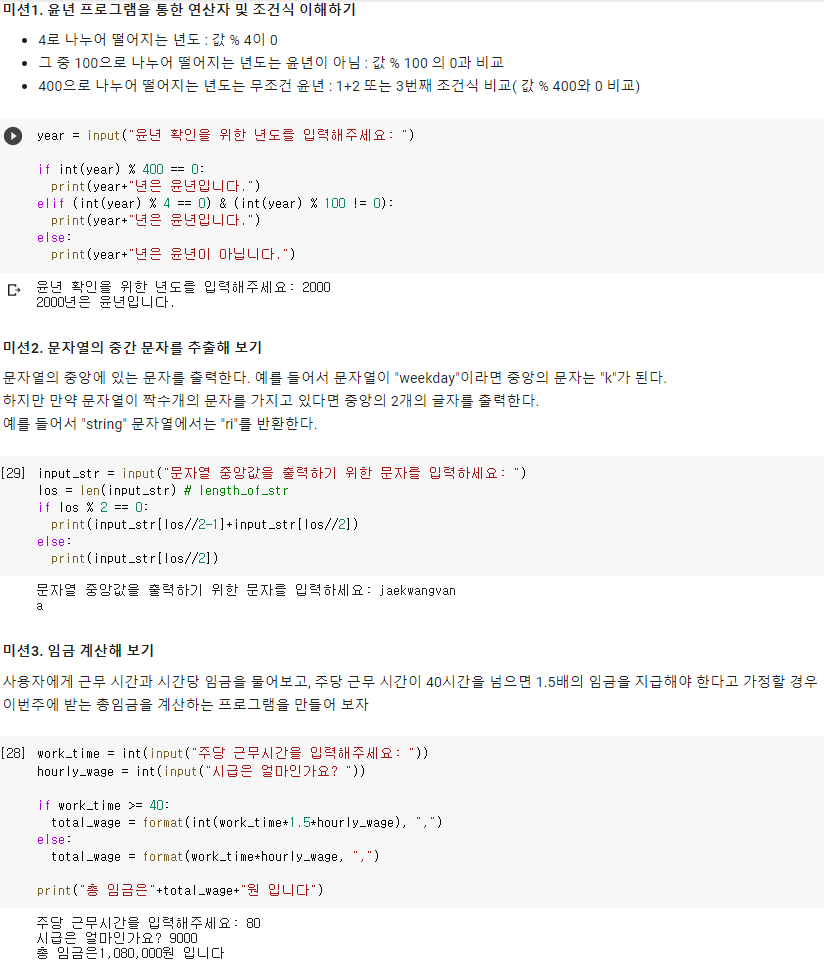 미션1. 윤년 프로그램을 통한 연산자 및 조건식 이해하기
4로 나누어 떨어지는 년도 : 값 % 4이 0
그 중 100으로 나누어 떨어지는 년도는 윤년이 아님 : 값 % 100 의 0과 비교
400으로 나누어 떨어지는 년도는 무조건 윤년 : 1+2 또는 3번째 조건식 비교( 값 % 400와 0 비교)
year = input("윤년 확인을 위한 년도를 입력해주세요: ")
if int(year) % 400 == 0:
  print(year+"년은 윤년입니다.")
elif (int(year) % 4 == 0) & (int(year) % 100 != 0):
  print(year+"년은 윤년입니다.")
else:
  print(year+"년은 윤년이 아닙니다.")
윤년 확인을 위한 년도를 입력해주세요: 2000
2000년은 윤년입니다.
미션2. 문자열의 중간 문자를 추출해 보기
문자열의 중앙에 있는 문자를 출력한다. 예를 들어서 문자열이 "weekday"이라면 중앙의 문자는 "k"가 된다.
하지만 만약 문자열이 짝수개의 문자를 가지고 있다면 중앙의 2개의 글자를 출력한다.
예를 들어서 "string" 문자열에서는 "ri"를 반환한다.
[29] input_str = input("문자열 중앙값을 출력하기 위한 문자를 입력하세요: ")
los = len(input_str) # length_of_str
if los % 2 == 0:
  print(input_str[los//2-1]+input_str[los//2])
else:
  print(input_str[los//2])
문자열 중앙값을 출력하기 위한 문자를 입력하세요: jaekwangvan
a
미션3. 임금 계산해 보기
사용자에게 근무 시간과 시간당 임금을 물어보고, 주당 근무 시간이 40시간을 넘으면 1.5배의 임금을 지급해야 한다고 가정할 경우
이번주에 받는 총임금을 계산하는 프로그램을 만들어 보자
[28] work_time = int(input("주당 근무시간을 입력해주세요: "))
hourly_wage = int(input("시급은 얼마인가요? "))
if work_time >= 40:
  total_wage = format(int(work_time*1.5*hourly_wage), ",")
else:
  total_wage = format(work_time*hourly_wage, ",")
print("총 임금은"+total_wage+"원 입니다")
주당 근무시간을 입력해주세요: 80
시급은 얼마인가요? 9000
총 임금은1,080,000원 입니다